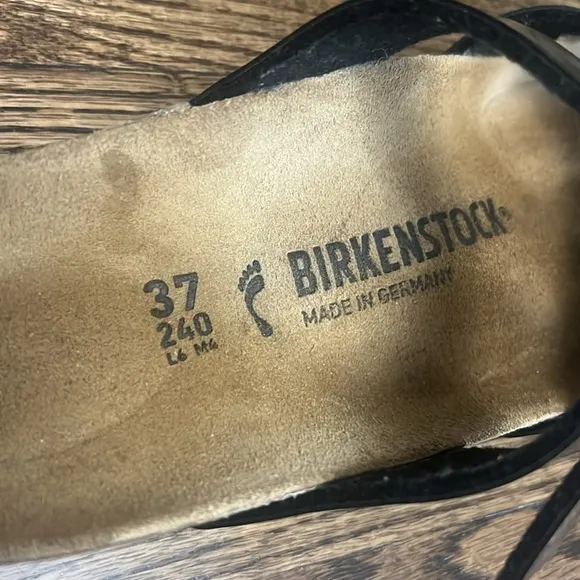 37
240
L6 M4
BIRKENSTOCK®
MADE IN GERMANY